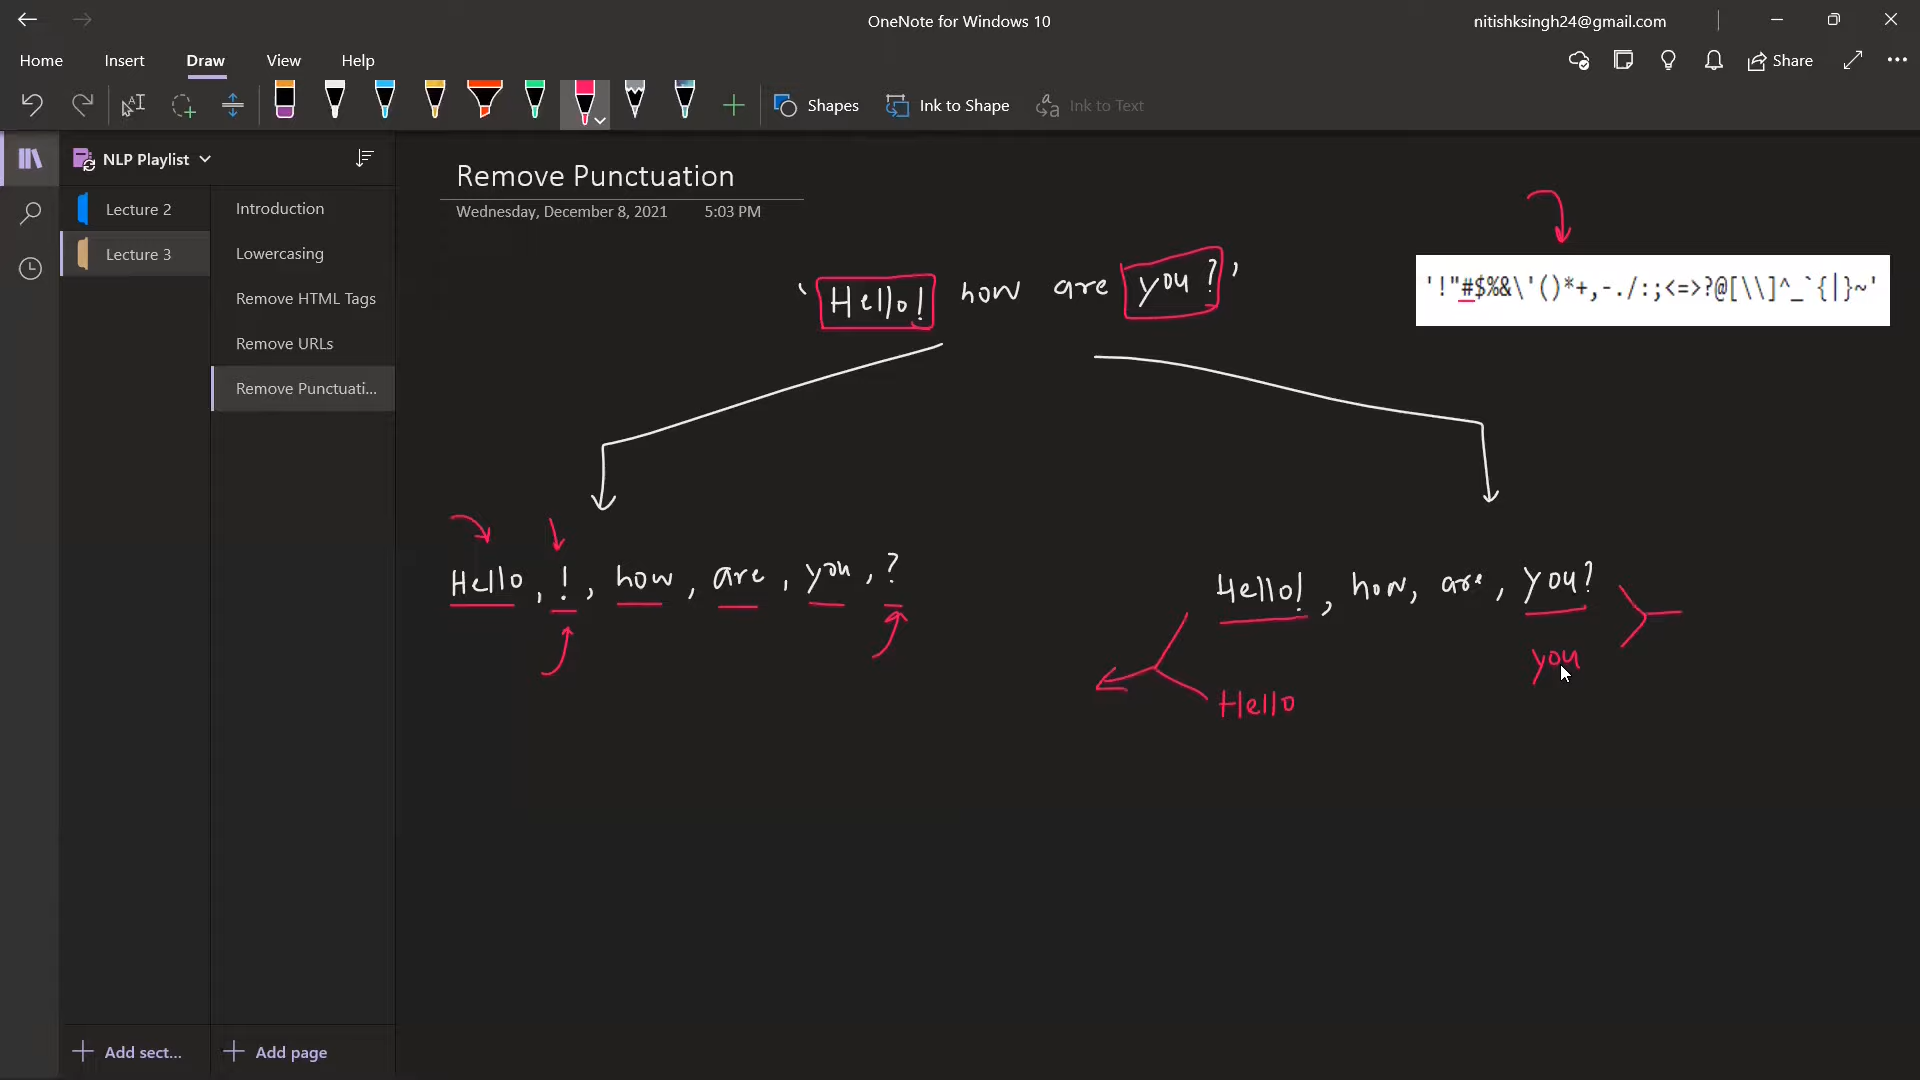 OneNote for Windows 10
nitishksingh24@gmail.com
Home
Insert
Draw
View
Help
Share
Shapes
Ink to Shape
Ink to Text
NLP Playlist
Lecture 2
Lecture 3
Introduction
Lowercasing
Remove HTML Tags
Remove URLs
Remove Punctuati...
Remove Punctuation
Wednesday, December 8, 2021 5:03 PM
'Hello! how are you?'
'!"#$%&\'()*+,-./:;<=>?@[\\]^_`{|}~'
Hello, !, how, are, you, ?
Hello!, how, are, you?
you
Hello
Add sect...
Add page